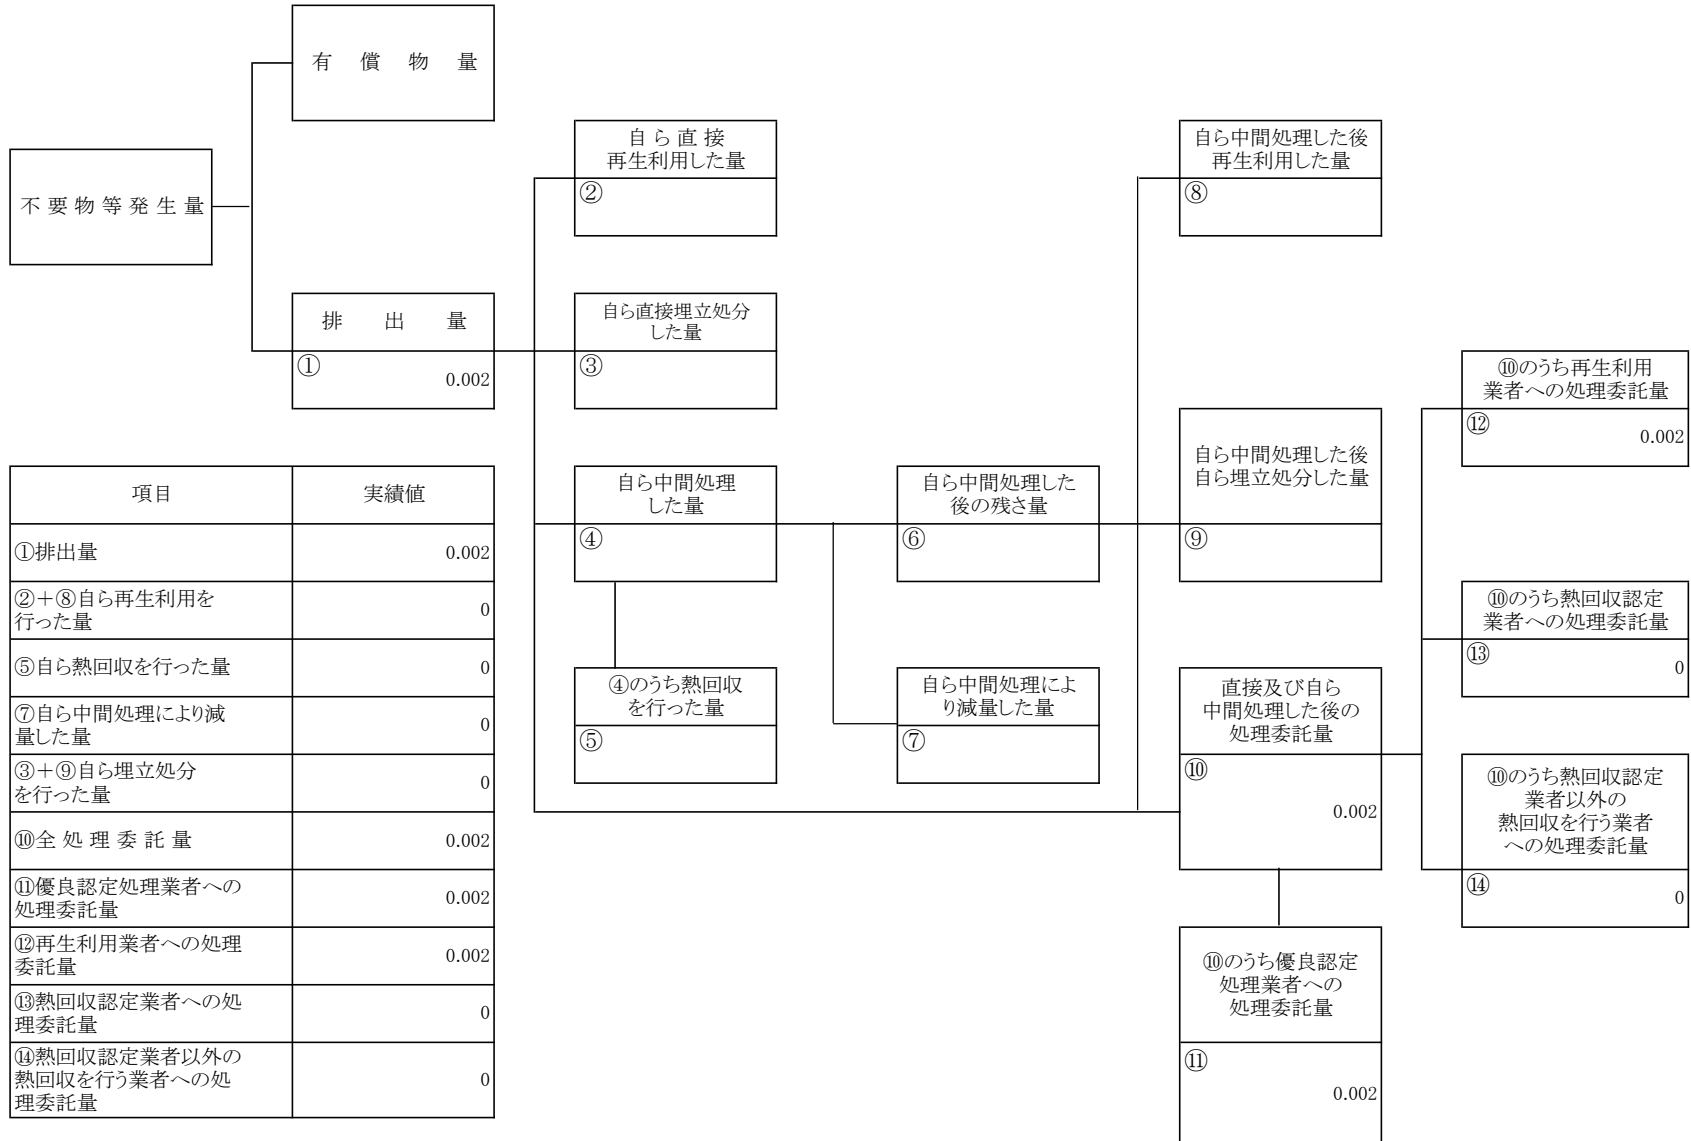 有 償 物 量
不 要 物 等 発 生 量
排 出 量
①
0.002
自 ら 直 接
再生利用した量
②
自ら直接埋立処分
した量
③
自ら中間処理
した量
④
④のうち熱回収
を行った量
⑤
自ら中間処理した
後の残さ量
⑥
自ら中間処理によ
り減量した量
⑦
自ら中間処理した後
再生利用した量
⑧
自ら中間処理した後
自ら埋立処分した量
⑨
直接及び自ら
中間処理した後の
処理委託量
⑩
0.002
⑩のうち優良認定
処理業者への
処理委託量
⑪
0.002
⑩のうち再生利用
業者への処理委託量
⑫
0.002
⑩のうち熱回収認定
業者への処理委託量
⑬
0
⑩のうち熱回収認定
業者以外の
熱回収を行う業者
への処理委託量
⑭
0
項目 実績値
①排出量 0.002
②+⑧自ら再生利用を
行った量 0
⑤自ら熱回収を行った量 0
⑦自ら中間処理により減
量した量 0
③+⑨自ら埋立処分
を行った量 0
⑩全 処 理 委 託 量 0.002
⑪優良認定処理業者への
処理委託量 0.002
⑫再生利用業者への処理
委託量 0.002
⑬熱回収認定業者への処
理委託量 0
⑭熱回収認定業者以外の
熱回収を行う業者への処
理委託量 0